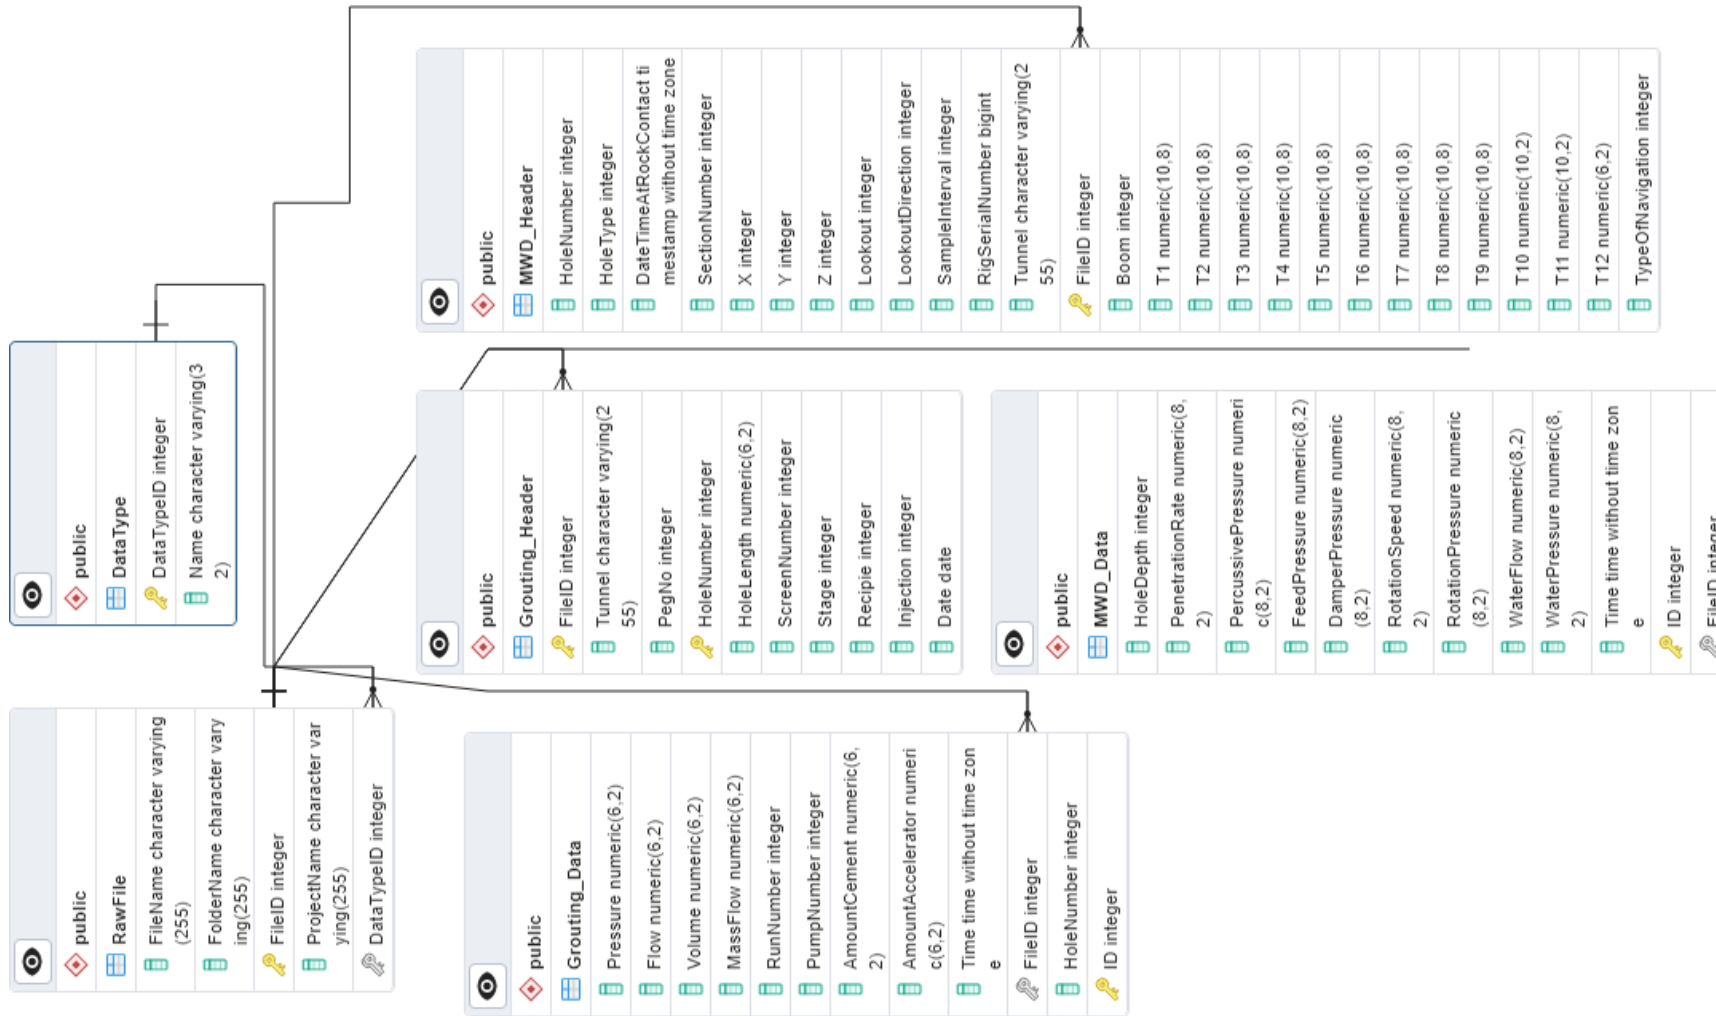 public
DataType
DataTypeID integer
Name character varying(3
2)
public
RawFile
FileName character varying
(255)
FolderName character vary
ing(255)
FileID integer
ProjectName character var
ying(255)
DataTypeID integer
public
MWD_Header
HoleNumber integer
HoleType integer
DateTimeAtRockContact ti
mestamp without time zone
SectionNumber integer
X integer
Y integer
Z integer
Lookout integer
LookoutDirection integer
SampleInterval integer
RigSerialNumber bigint
Tunnel character varying(2
55)
FileID integer
Boom integer
T1 numeric(10,8)
T2 numeric(10,8)
T3 numeric(10,8)
T4 numeric(10,8)
T5 numeric(10,8)
T6 numeric(10,8)
T7 numeric(10,8)
T8 numeric(10,8)
T9 numeric(10,8)
T10 numeric(10,2)
T11 numeric(10,2)
T12 numeric(6,2)
TypeOfNavigation integer
public
Grouting_Header
FileID integer
Tunnel character varying(2
55)
PegNo integer
HoleNumber integer
HoleLength numeric(6,2)
ScreenNumber integer
Stage integer
Recipie integer
Injection integer
Date date
public
MWD_Data
HoleDepth integer
PenetrationRate numeric(8,
2)
PercussivePressure numeri
c(8,2)
FeedPressure numeric(8,2)
DamperPressure numeric
(8,2)
RotationSpeed numeric(8,
2)
RotationPressure numeric
(8,2)
WaterFlow numeric(8,2)
WaterPressure numeric(8,
2)
Time time without time zon
e
ID integer
FileID integer
public
Grouting_Data
Pressure numeric(6,2)
Flow numeric(6,2)
Volume numeric(6,2)
MassFlow numeric(6,2)
RunNumber integer
PumpNumber integer
AmountCement numeric(6,
2)
AmountAccelerator numeri
c(6,2)
Time time without time zon
e
FileID integer
HoleNumber integer
ID integer